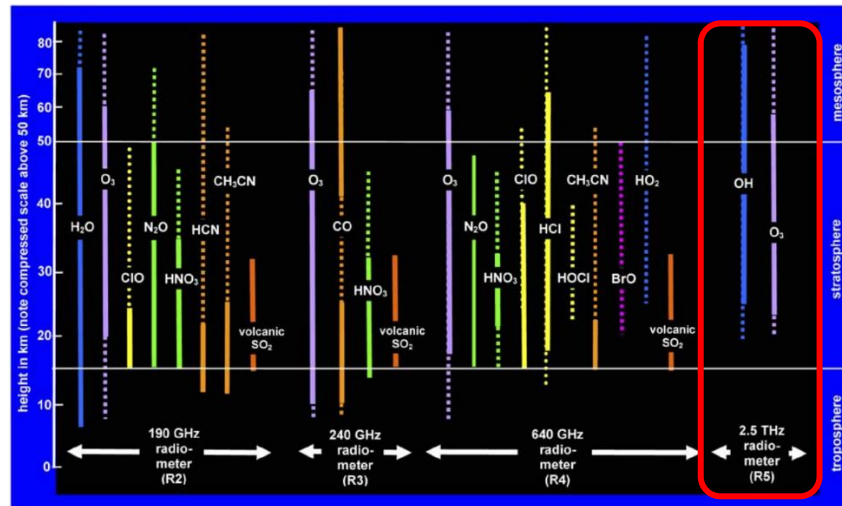 height in km (note compressed scale above 50 km)
80
70
60
50
40
30
20
10
0
H₂O
O₃
ClO
N₂O
HNO₃
HCN
CH₃CN
volcanic
SO₂
190 GHz
radio-
meter
(R2)
O₃
CO
HNO₃
volcanic
SO₂
240 GHz
radio-
meter
(R3)
O₃
N₂O
HNO₃
ClO
HCl
HOCl
CH₃CN
BrO
HO₂
volcanic
SO₂
640 GHz
radio-
meter
(R4)
OH
O₃
2.5 THz
radio-
meter
(R5)
mesosphere
stratosphere
troposphere